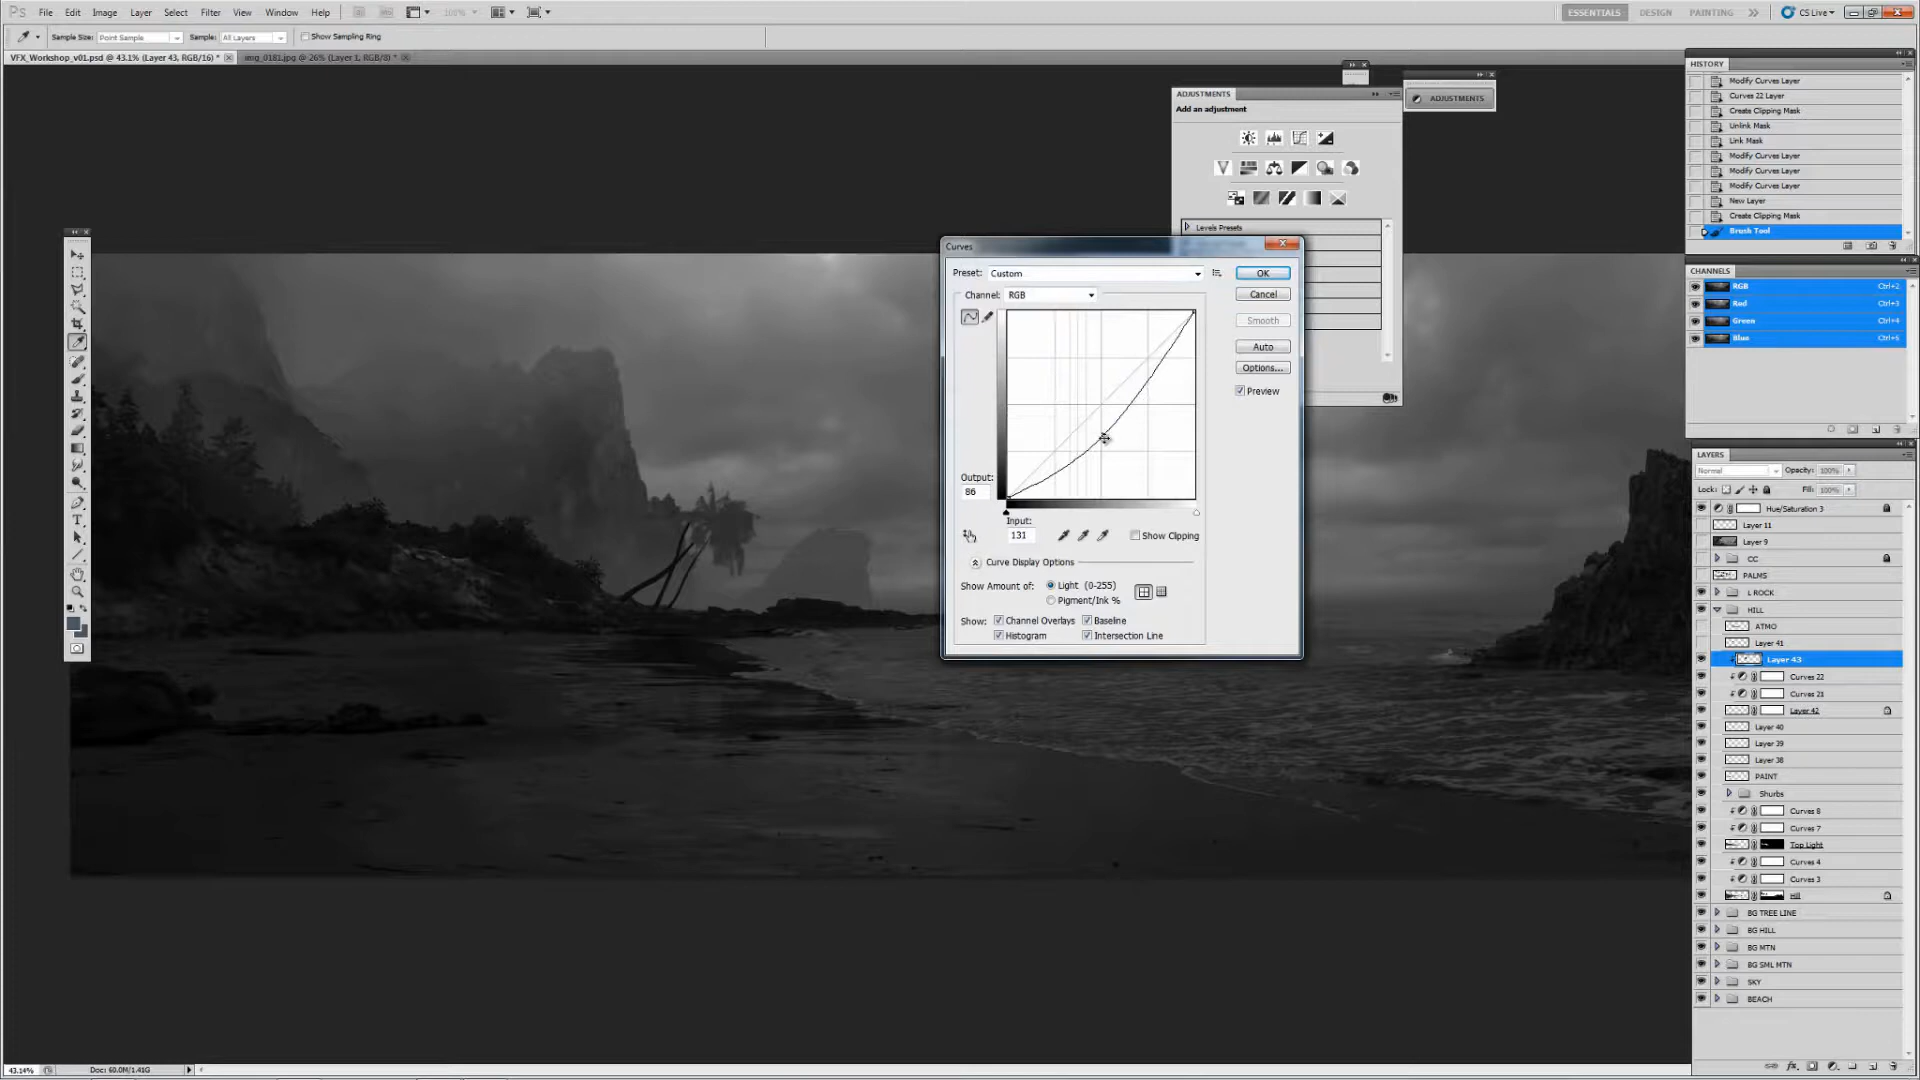 Ps File Edit Image Layer Select Filter View Window Help 100% ESSENTIALS DESIGN PAINTING CS Live
Sample Size: Point Sample Sample: All Layers Show Sampling Ring
VFX_Workshop_v01.psd @ 43.1% (Layer 43, RGB/16) * img_0181.jpg @ 26% (Layer 1, RGB/8) *
HISTORY
Modify Curves Layer
Curves 22 Layer
Create Clipping Mask
Unlink Mask
Link Mask
Modify Curves Layer
Modify Curves Layer
Modify Curves Layer
New Layer
Create Clipping Mask
Brush Tool
ADJUSTMENTS
Add an adjustment
Levels Presets
ADJUSTMENTS
CHANNELS
RGB Ctrl+2
Red Ctrl+3
Green Ctrl+4
Blue Ctrl+5
Curves
Preset: Custom
Channel: RGB
OK
Cancel
Smooth
Auto
Options...
Preview
Output:
86
Input:
131
Show Clipping
Curve Display Options
Show Amount of: Light (0-255)
Pigment/Ink %
Show: Channel Overlays Baseline
Histogram Intersection Line
LAYERS
Normal Opacity: 100%
Lock: Fill: 100%
Hue/Saturation 3
Layer 11
Layer 9
CC
PALMS
L ROCK
HILL
ATMO
Layer 41
Layer 43
Curves 22
Curves 21
Layer 42
Layer 40
Layer 39
Layer 38
PAINT
Shurbs
Curves 8
Curves 7
Top Light
Curves 4
Curves 3
Hill
BG TREE LINE
BG HILL
BG MTN
BG SML MTN
SKY
BEACH
43.14% Doc: 60.0M/1.41G